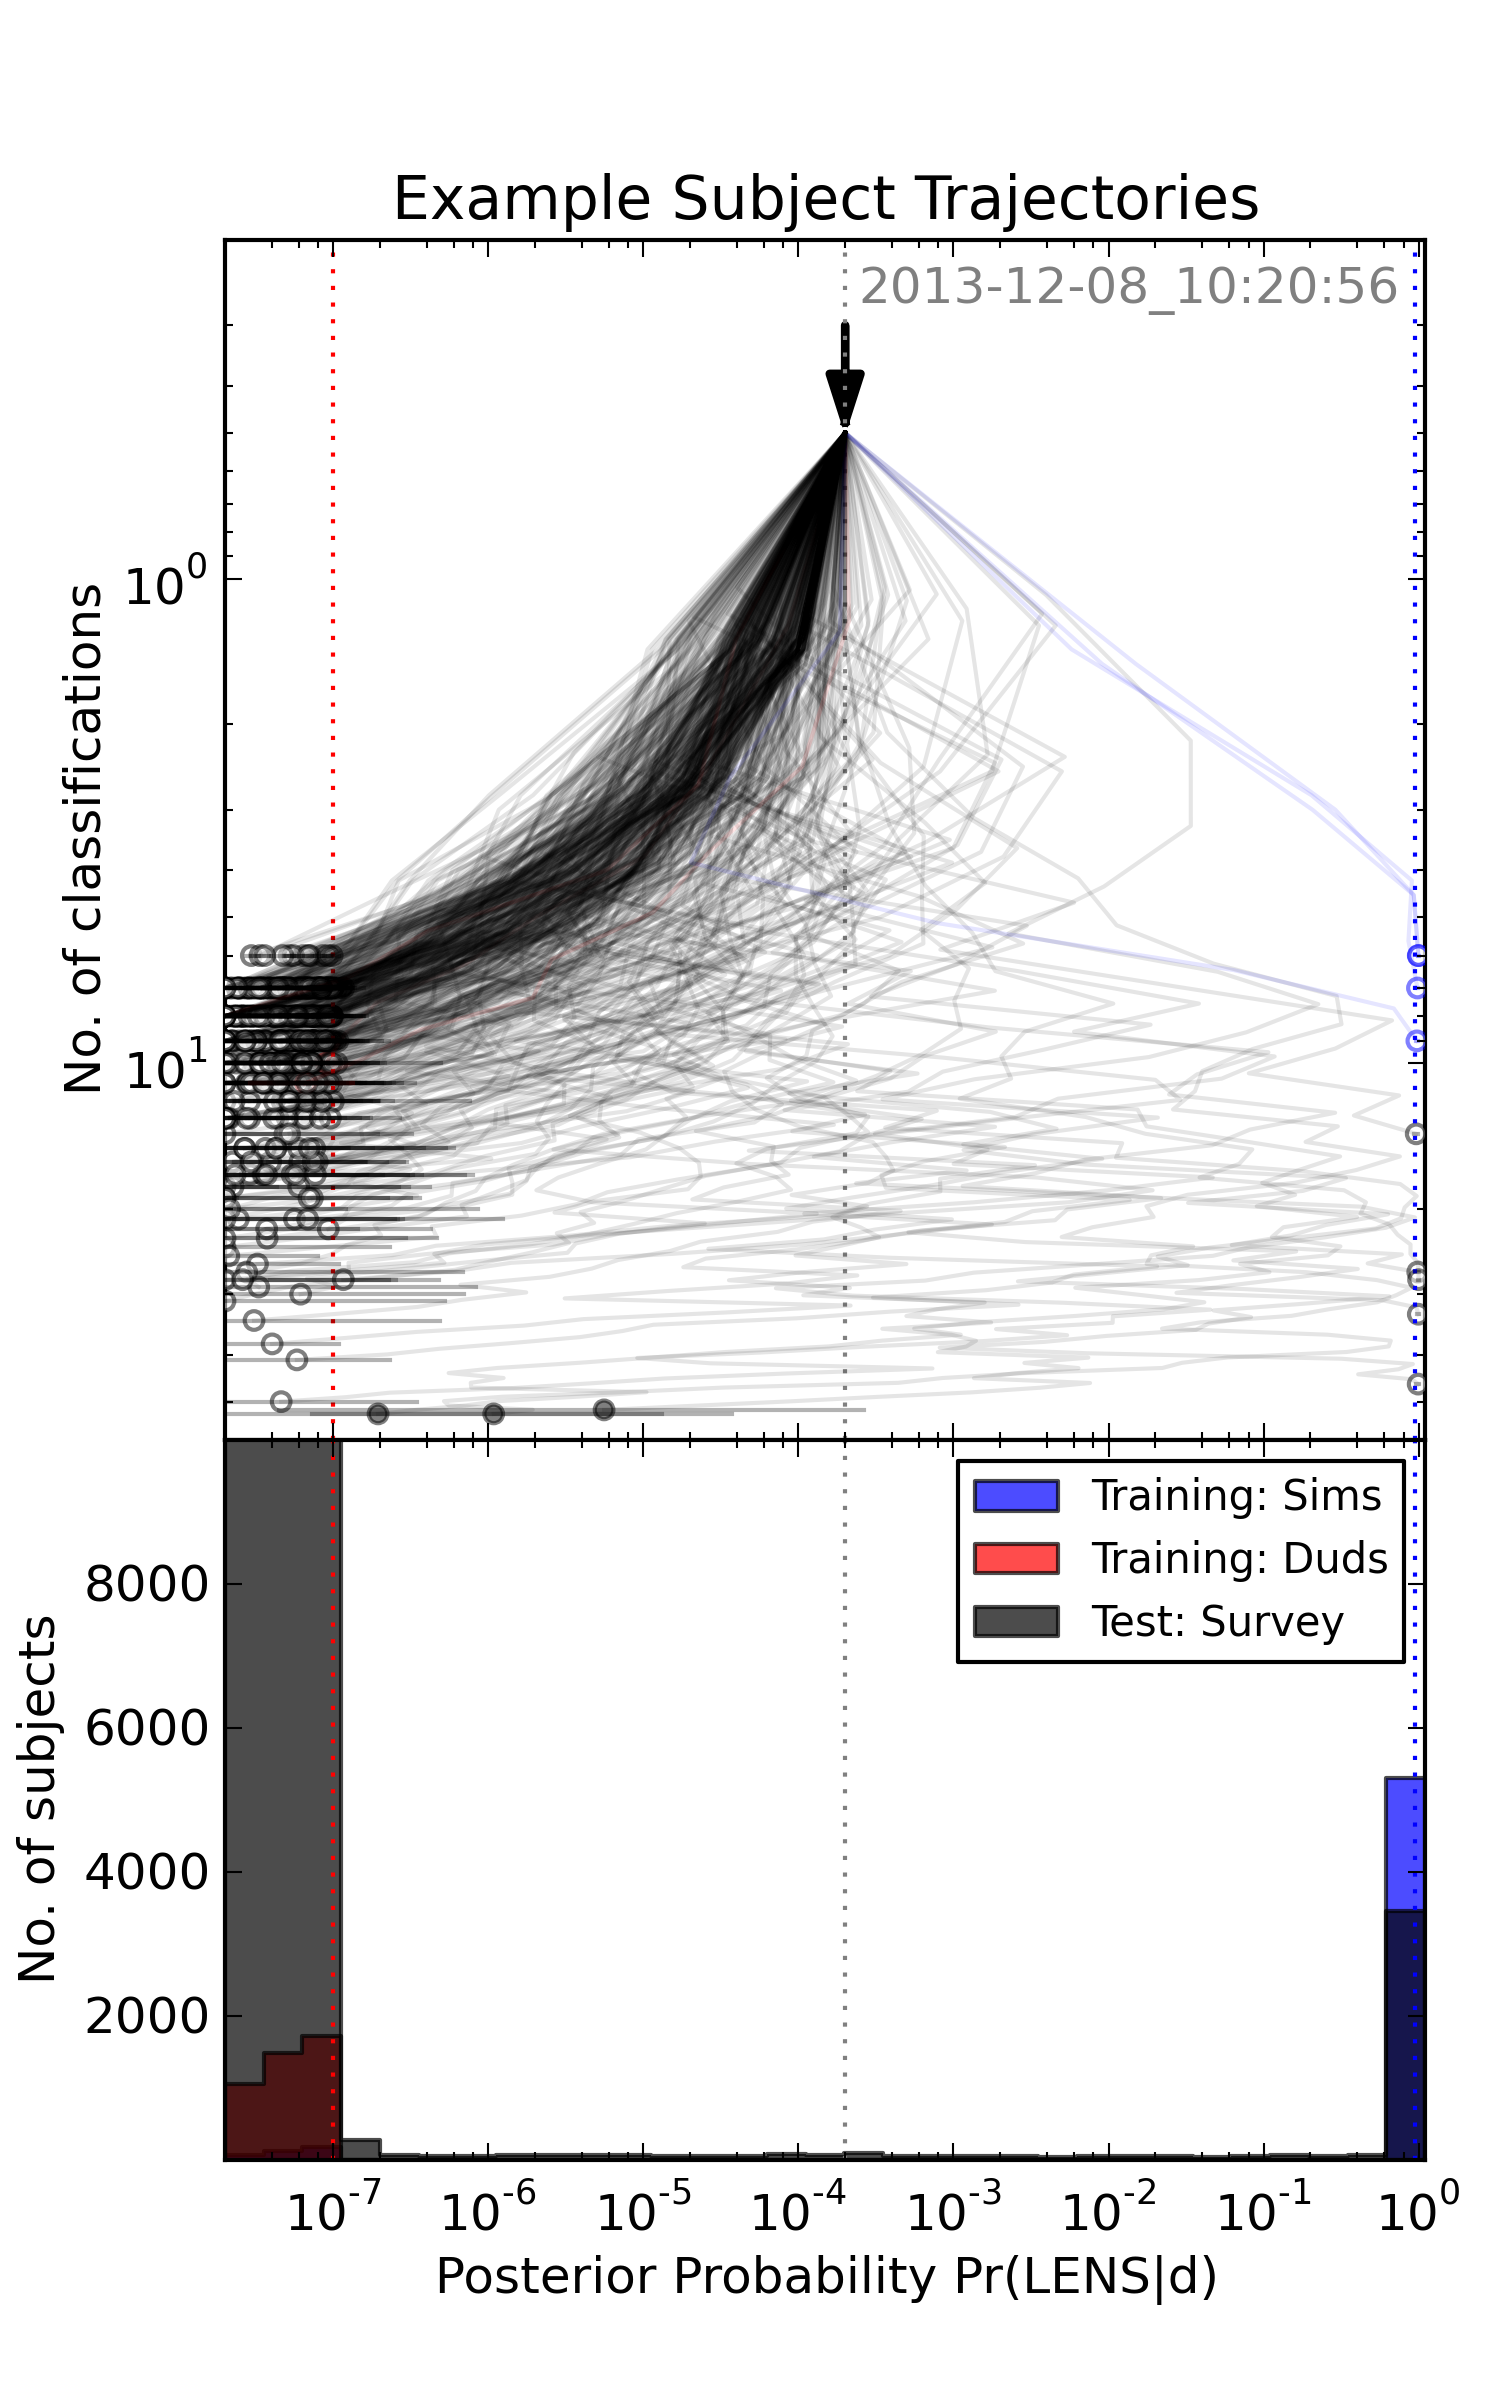 Example Subject Trajectories
2013-12-08_10:20:56
No. of classifications
10^0
10^1
Training: Sims
Training: Duds
Test: Survey
No. of subjects
8000
6000
4000
2000
10^-7 10^-6 10^-5 10^-4 10^-3 10^-2 10^-1 10^0
Posterior Probability Pr(LENS|d)